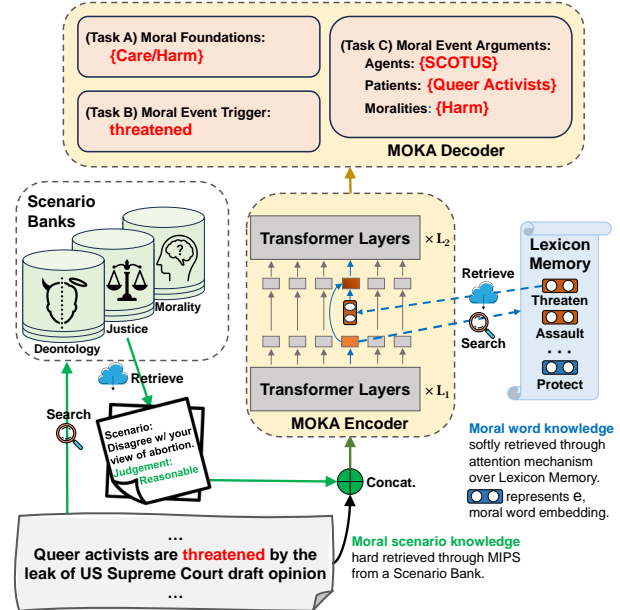 (Task A) Moral Foundations:
{Care/Harm}
(Task B) Moral Event Trigger:
threatened
(Task C) Moral Event Arguments:
Agents: {SCOTUS}
Patients: {Queer Activists}
Moralities: {Harm}
MOKA Decoder
Scenario
Banks
Deontology
Justice
Morality
Search
Retrieve
Scenario:
Disagree w/ your
view of abortion.
Judgement:
Reasonable
Transformer Layers × L₂
Transformer Layers × L₁
MOKA Encoder
Concat.
Retrieve
Search
Lexicon
Memory
Threaten
Assault
...
Protect
Moral word knowledge
softly retrieved through
attention mechanism
over Lexicon Memory.
represents e,
moral word embedding.
...
Queer activists are threatened by the
leak of US Supreme Court draft opinion
...
Moral scenario knowledge
hard retrieved through MIPS
from a Scenario Bank.